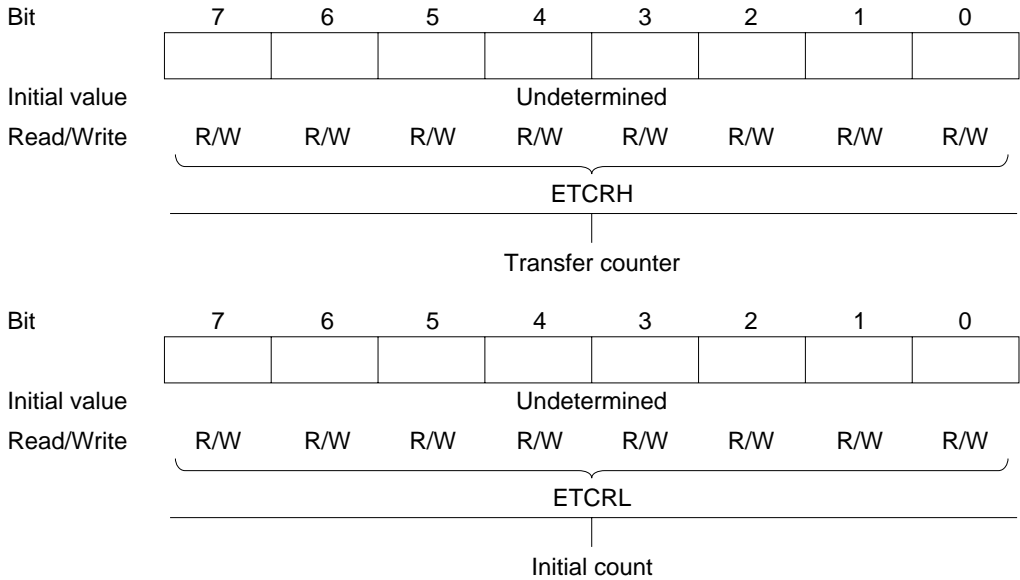 Bit 7 6 5 4 3 2 1 0
Initial value Undetermined
Read/Write R/W R/W R/W R/W R/W R/W R/W R/W
ETCRH
Transfer counter
Bit 7 6 5 4 3 2 1 0
Initial value Undetermined
Read/Write R/W R/W R/W R/W R/W R/W R/W R/W
ETCRL
Initial count